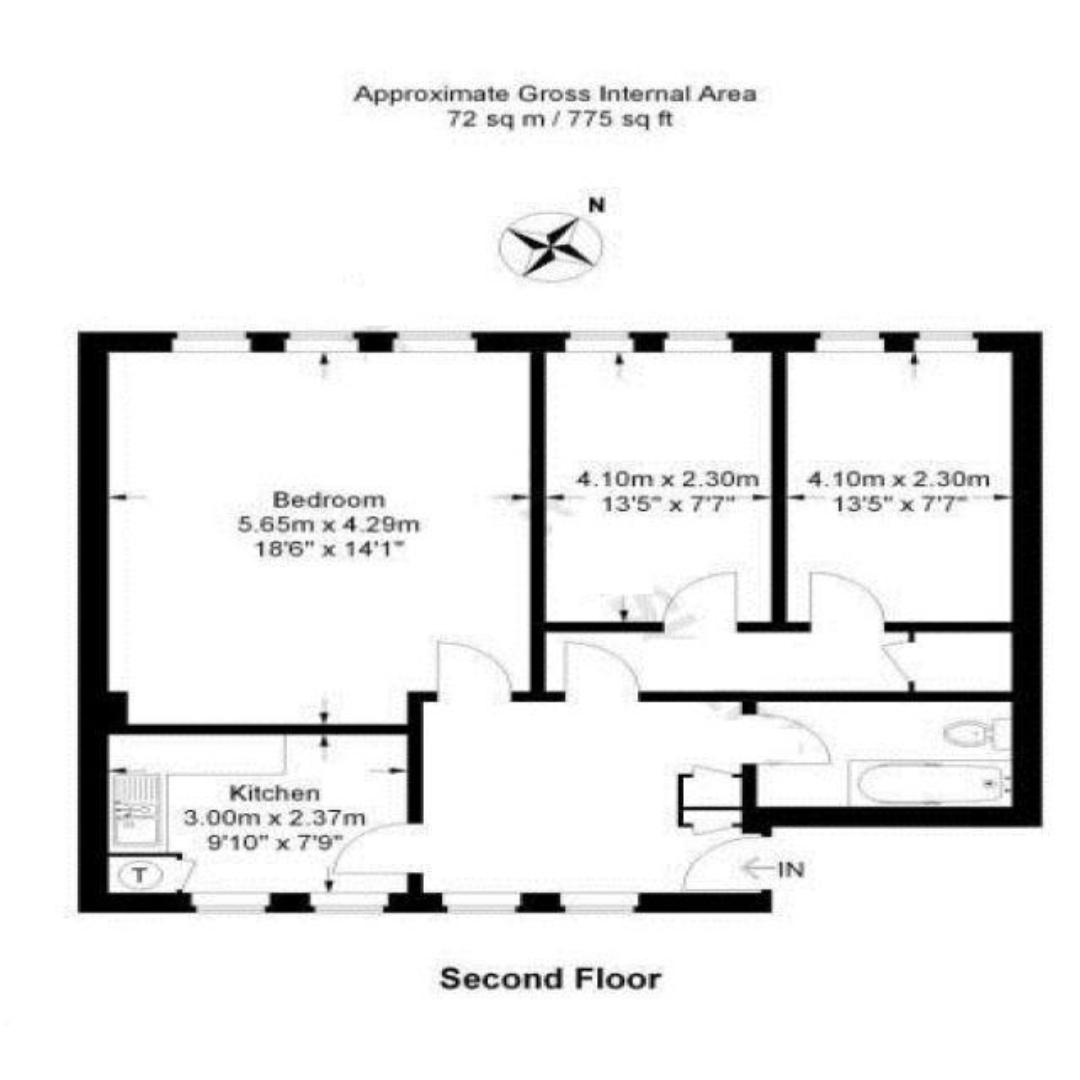 Approximate Gross Internal Area
72 sq m / 775 sq ft
N
Bedroom
5.65m x 4.29m
18'6" x 14'1"
4.10m x 2.30m
13'5" x 7'7"
4.10m x 2.30m
13'5" x 7'7"
Kitchen
3.00m x 2.37m
9'10" x 7'9"
T
IN
Second Floor